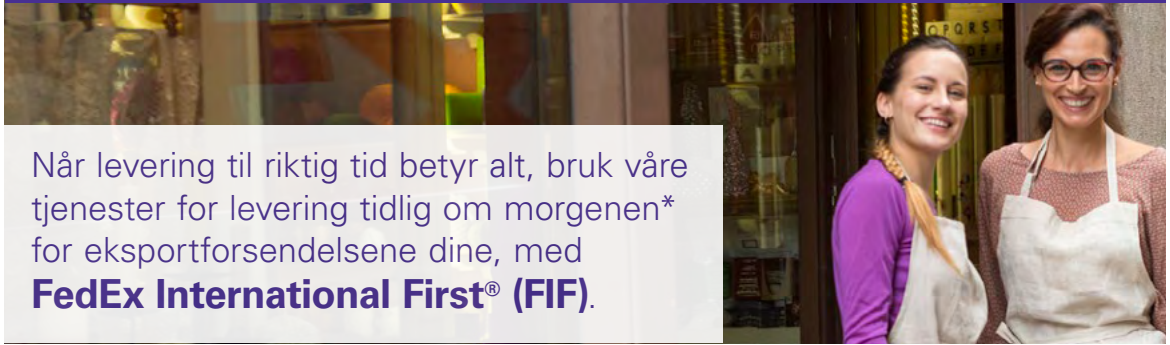 Når levering til riktig tid betyr alt, bruk våre
tjenester for levering tidlig om morgenen*
for eksportforsendelsene dine, med
FedEx International First® (FIF).
O P Q R S T